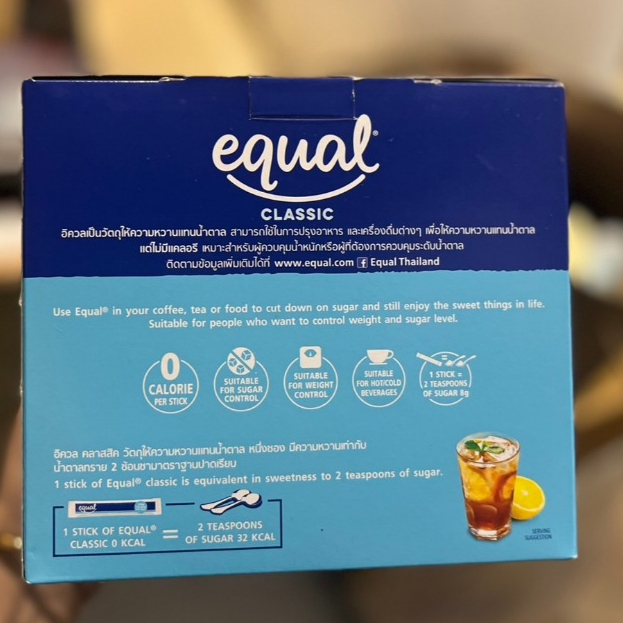 equal®
CLASSIC
อิควลเป็นวัตถุให้ความหวานแทนน้ำตาล สามารถใช้ในการปรุงอาหาร และเครื่องดื่มต่างๆ เพื่อให้ความหวานแทนน้ำตาล
แต่ไม่มีแคลอรี เหมาะสำหรับผู้ควบคุมน้ำหนักหรือผู้ที่ต้องการควบคุมระดับน้ำตาล
ติดตามข้อมูลเพิ่มเติมได้ที่ www.equal.com f Equal Thailand
Use Equal® in your coffee, tea or food to cut down on sugar and still enjoy the sweet things in life.
Suitable for people who want to control weight and sugar level.
0
CALORIE
PER STICK
SUITABLE
FOR SUGAR
CONTROL
SUITABLE
FOR WEIGHT
CONTROL
SUITABLE
FOR HOT/COLD
BEVERAGES
=
1 STICK =
2 TEASPOONS
OF SUGAR 8g
อิควล คลาสสิค วัตถุให้ความหวานแทนน้ำตาล หนึ่งซอง มีความหวานเท่ากับ
น้ำตาลทราย 2 ช้อนชามาตราฐานปาดเรียบ
1 stick of Equal® classic is equivalent in sweetness to 2 teaspoons of sugar.
equal
1 STICK OF EQUAL®
CLASSIC 0 KCAL
=
2 TEASPOONS
OF SUGAR 32 KCAL
SERVING
SUGGESTION